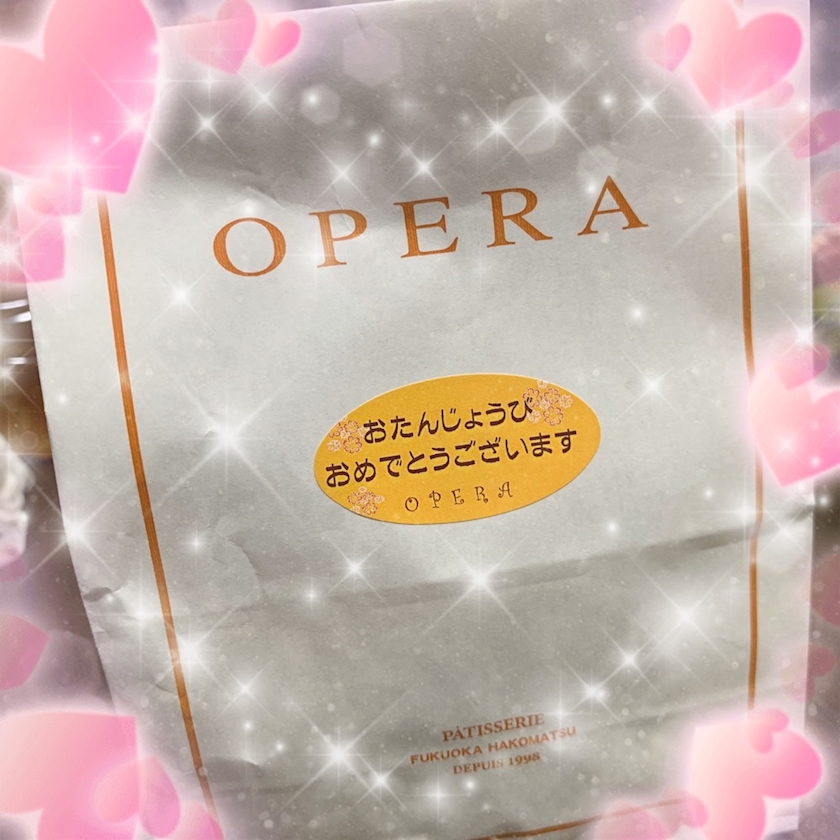 OPERA
おたんじょうび
おめでとうございます
OPERA
PÂTISSERIE
FUKUOKA HAKOMATSU
DEPUIS 1998